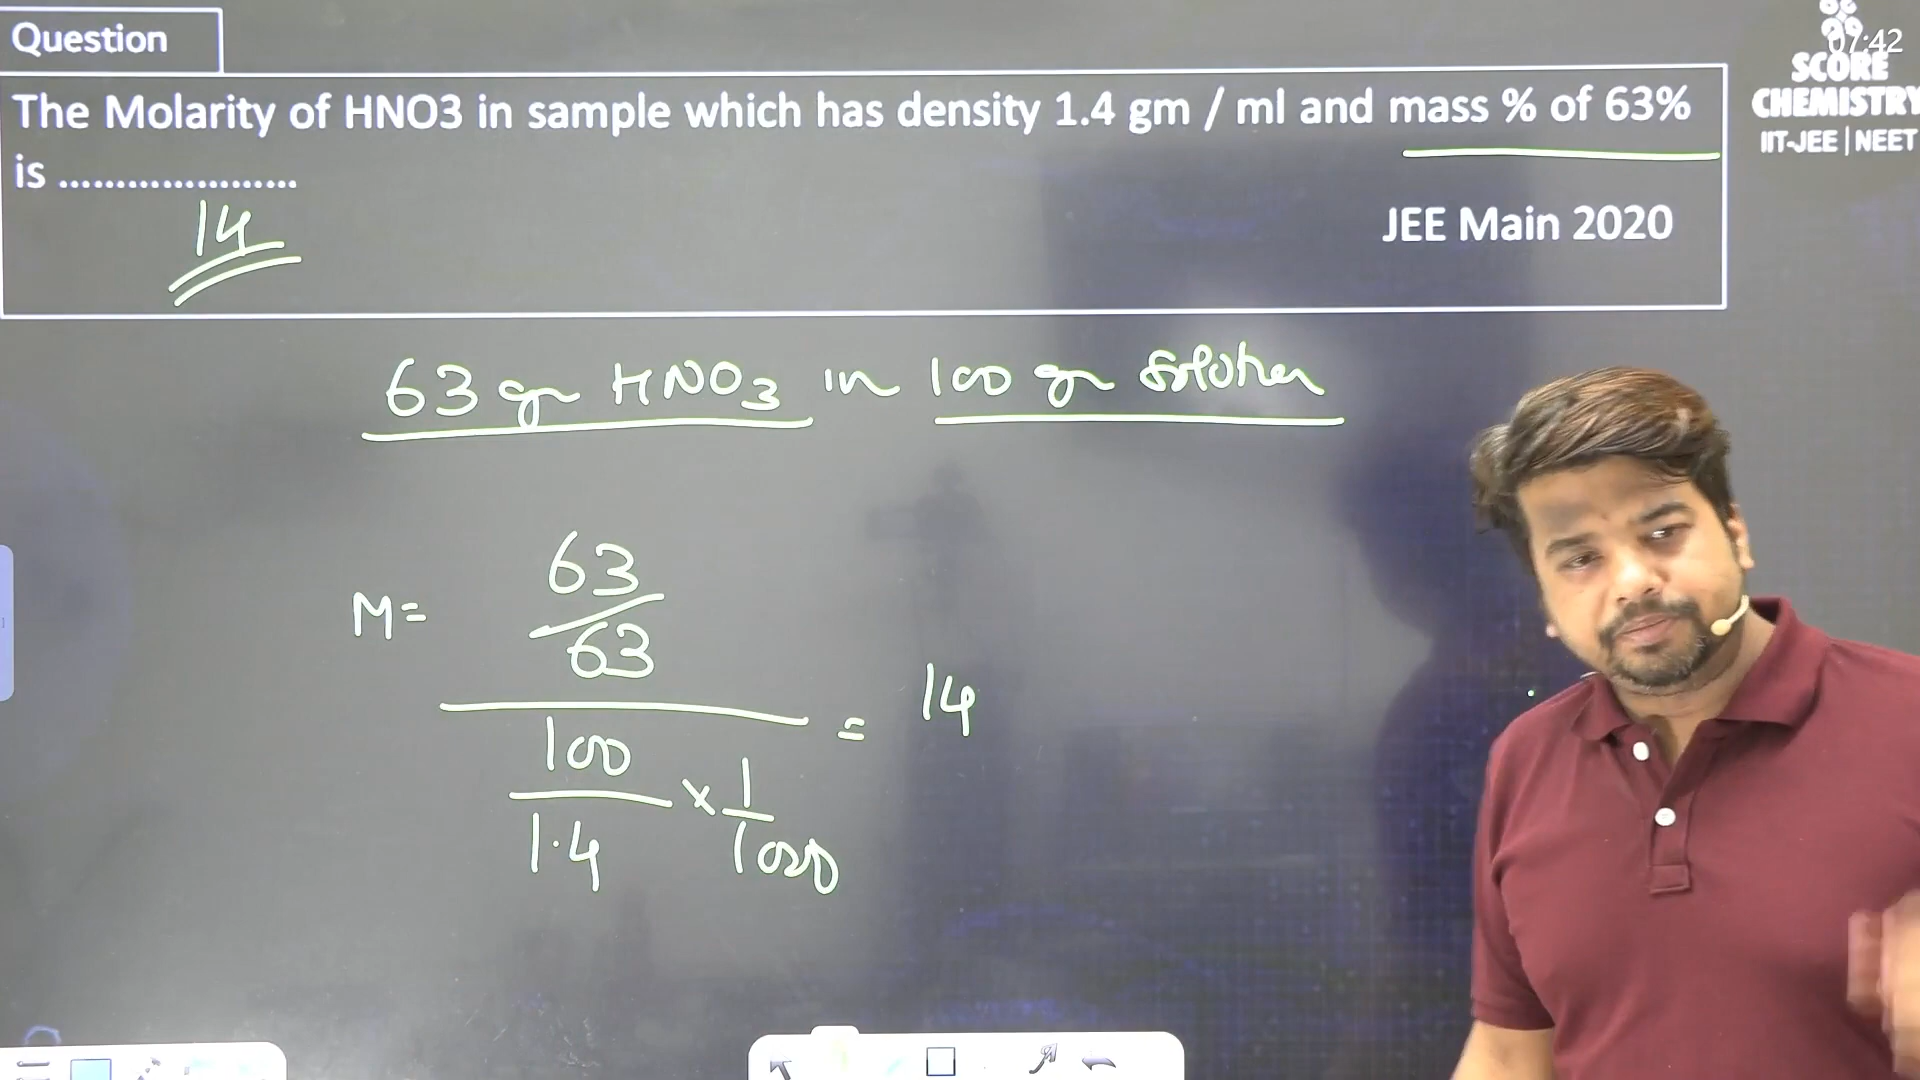 Question
07:42
SCORE
CHEMISTRY
IIT-JEE | NEET
The Molarity of HNO3 in sample which has density 1.4 gm / ml and mass % of 63%
is .....................
14
JEE Main 2020
63 gm HNO3 in 100 gm solution
M=
63
63
= 14
100
1.4
× 1
1000